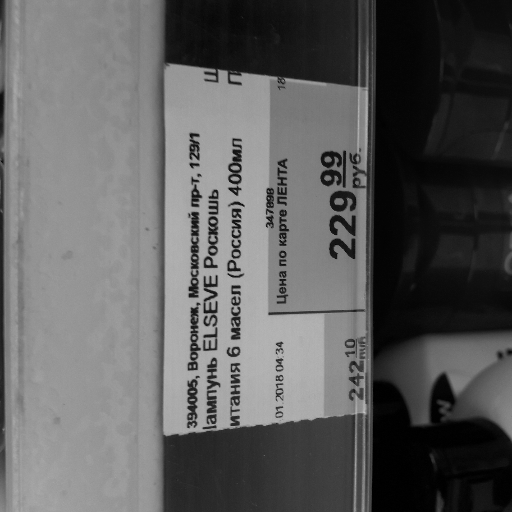 394005, Воронеж, Московский пр-т, 129/1
Шампунь ELSEVE Роскошь
питания 6 масел (Россия) 400мл
347898
Цена по карте ЛЕНТА
229 99
руб.
01.2018 04:34
242 10
руб.